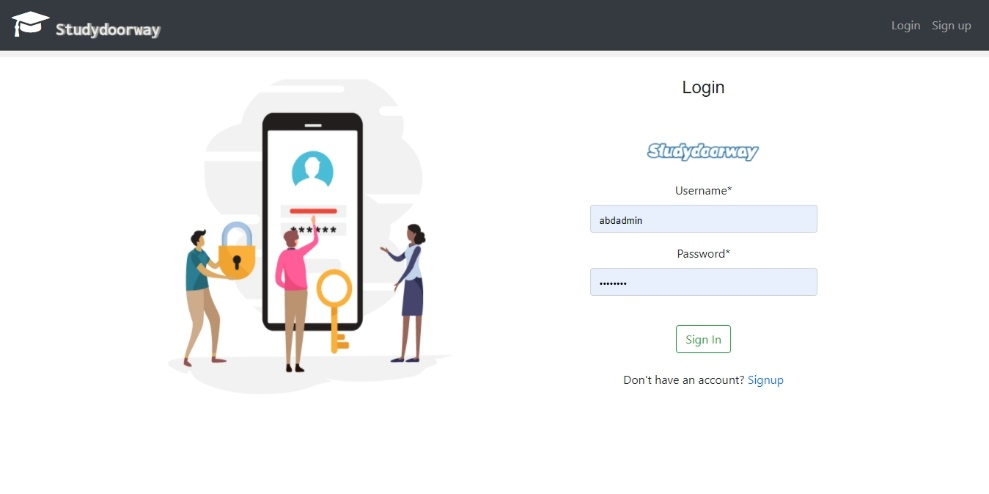 Studydoorway
Login Sign up
Login
Studydoorway
Username*
abdadmin
Password*
••••••••
******
Sign In
Don't have an account? Signup